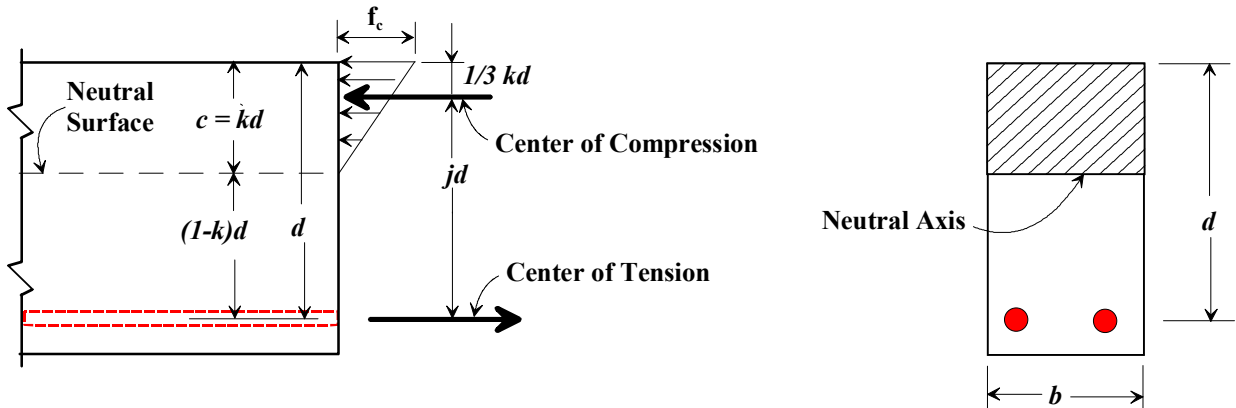 f_c
1/3 kd
Neutral
Surface
c = kd
Center of Compression
jd
(1-k)d
d
Center of Tension
Neutral Axis
d
b